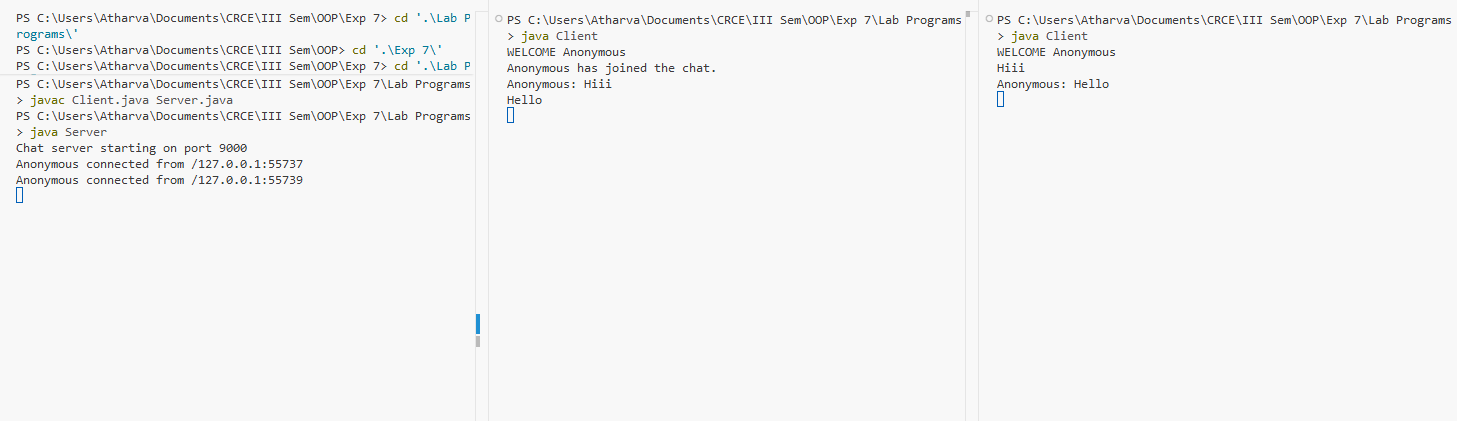 PS C:\Users\Atharva\Documents\CRCE\III Sem\OOP\Exp 7> cd '.\Lab P
rograms\'
PS C:\Users\Atharva\Documents\CRCE\III Sem\OOP> cd '.\Exp 7\'
PS C:\Users\Atharva\Documents\CRCE\III Sem\OOP\Exp 7> cd '.\Lab P
PS C:\Users\Atharva\Documents\CRCE\III Sem\OOP\Exp 7\Lab Programs
> javac Client.java Server.java
PS C:\Users\Atharva\Documents\CRCE\III Sem\OOP\Exp 7\Lab Programs
> java Server
Chat server starting on port 9000
Anonymous connected from /127.0.0.1:55737
Anonymous connected from /127.0.0.1:55739
PS C:\Users\Atharva\Documents\CRCE\III Sem\OOP\Exp 7\Lab Programs
> java Client
WELCOME Anonymous
Anonymous has joined the chat.
Anonymous: Hiii
Hello
PS C:\Users\Atharva\Documents\CRCE\III Sem\OOP\Exp 7\Lab Programs
> java Client
WELCOME Anonymous
Hiii
Anonymous: Hello